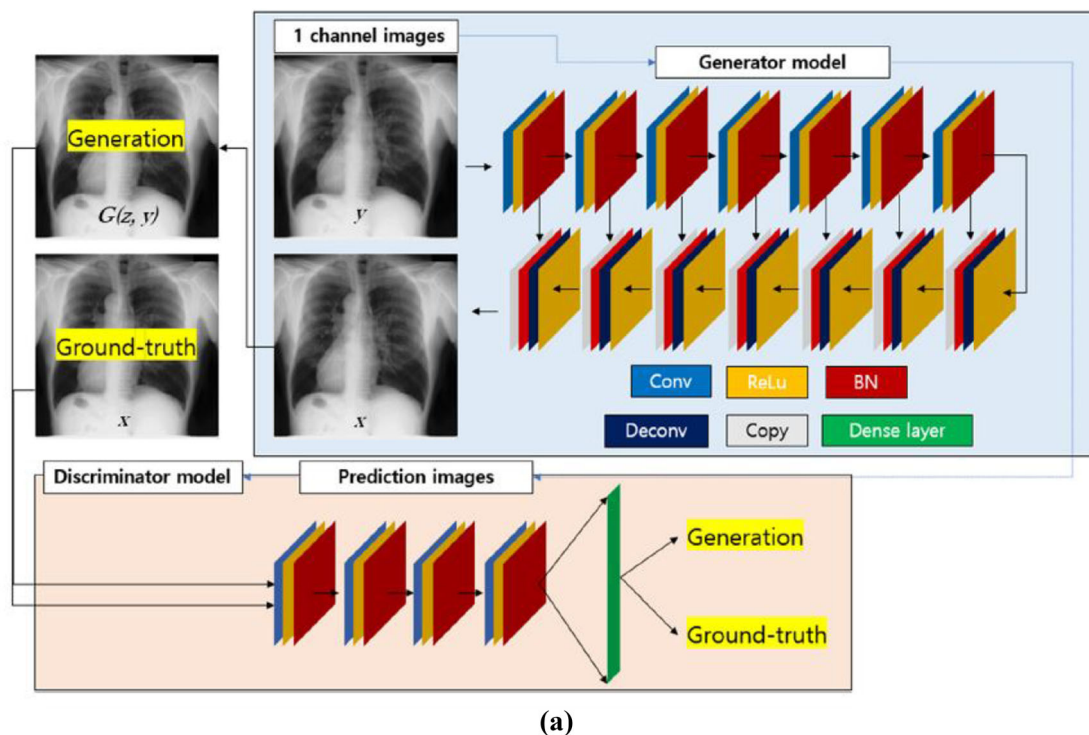 1 channel images
Generator model
Generation
G(z, y)
y
Ground-truth
x
x
Conv
ReLu
BN
Deconv
Copy
Dense layer
Discriminator model
Prediction images
Generation
Ground-truth
(a)